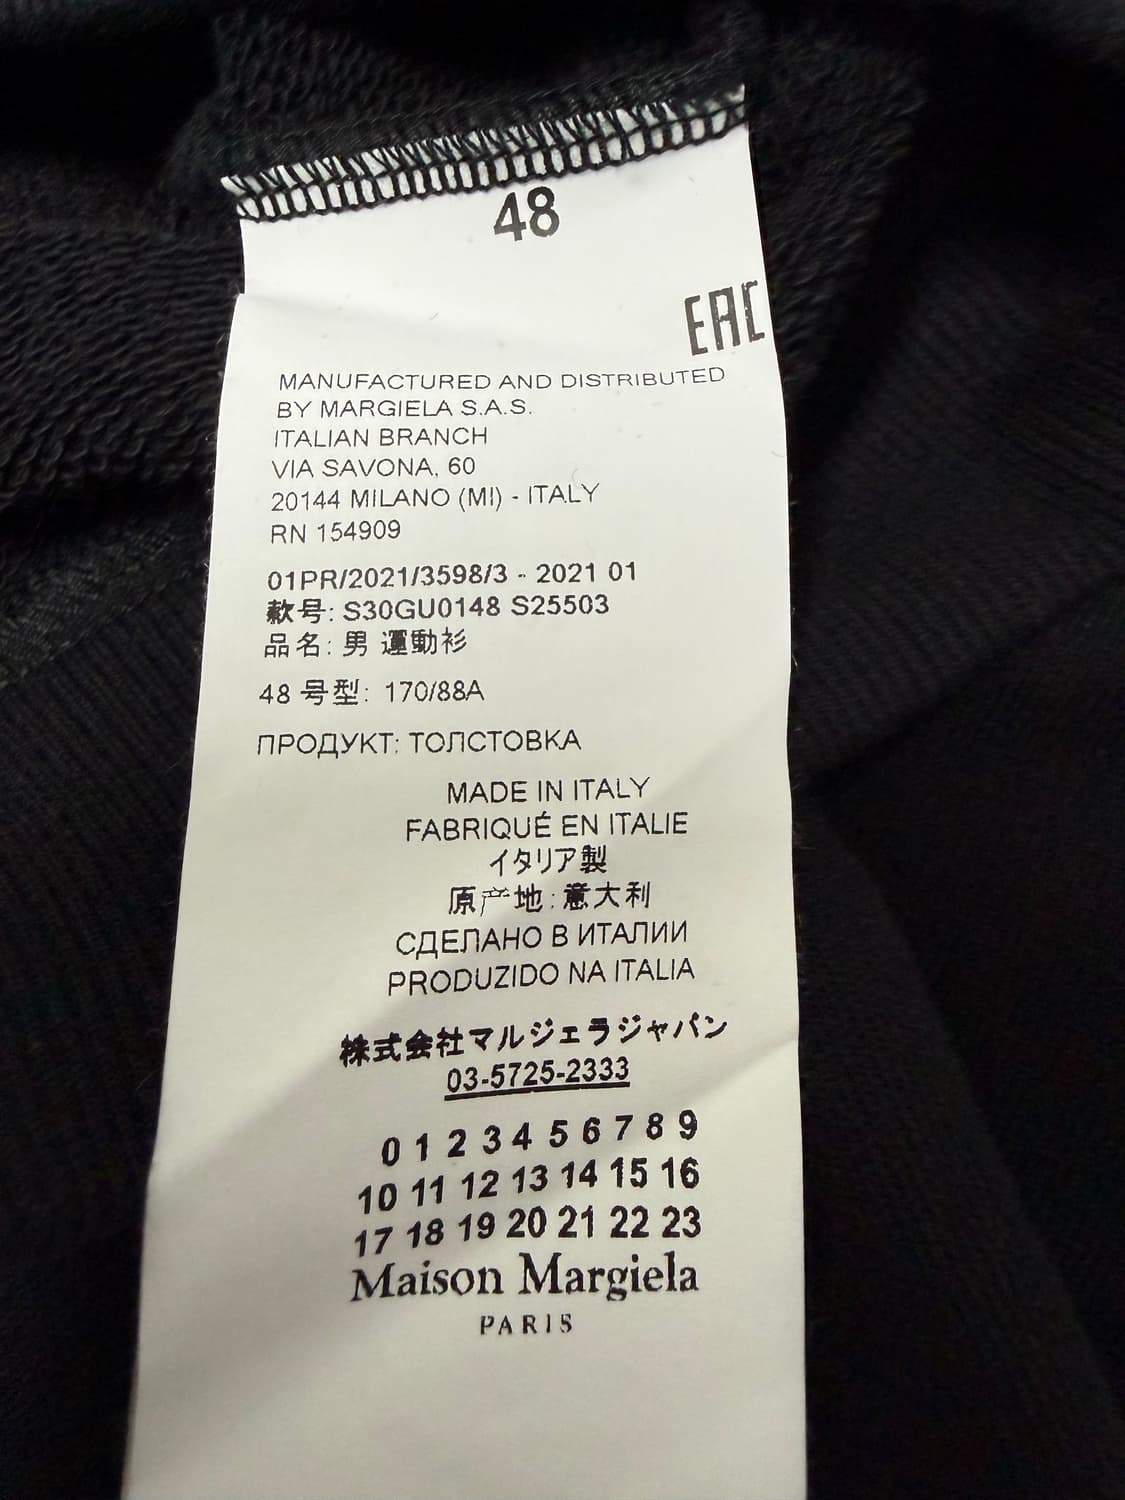 48
EAC
MANUFACTURED AND DISTRIBUTED
BY MARGIELA S.A.S.
ITALIAN BRANCH
VIA SAVONA, 60
20144 MILANO (MI) - ITALY
RN 154909
01PR/2021/3598/3 - 2021 01
款号: S30GU0148 S25503
品名: 男 運動衫
48 号型: 170/88A
ПРОДУКТ: ТОЛСТОВКА
MADE IN ITALY
FABRIQUÉ EN ITALIE
イタリア製
原产地: 意大利
СДЕЛАНО В ИТАЛИИ
PRODUZIDO NA ITALIA
株式会社マルジェラジャパン
03-5725-2333
0 1 2 3 4 5 6 7 8 9
10 11 12 13 14 15 16
17 18 19 20 21 22 23
Maison Margiela
PARIS